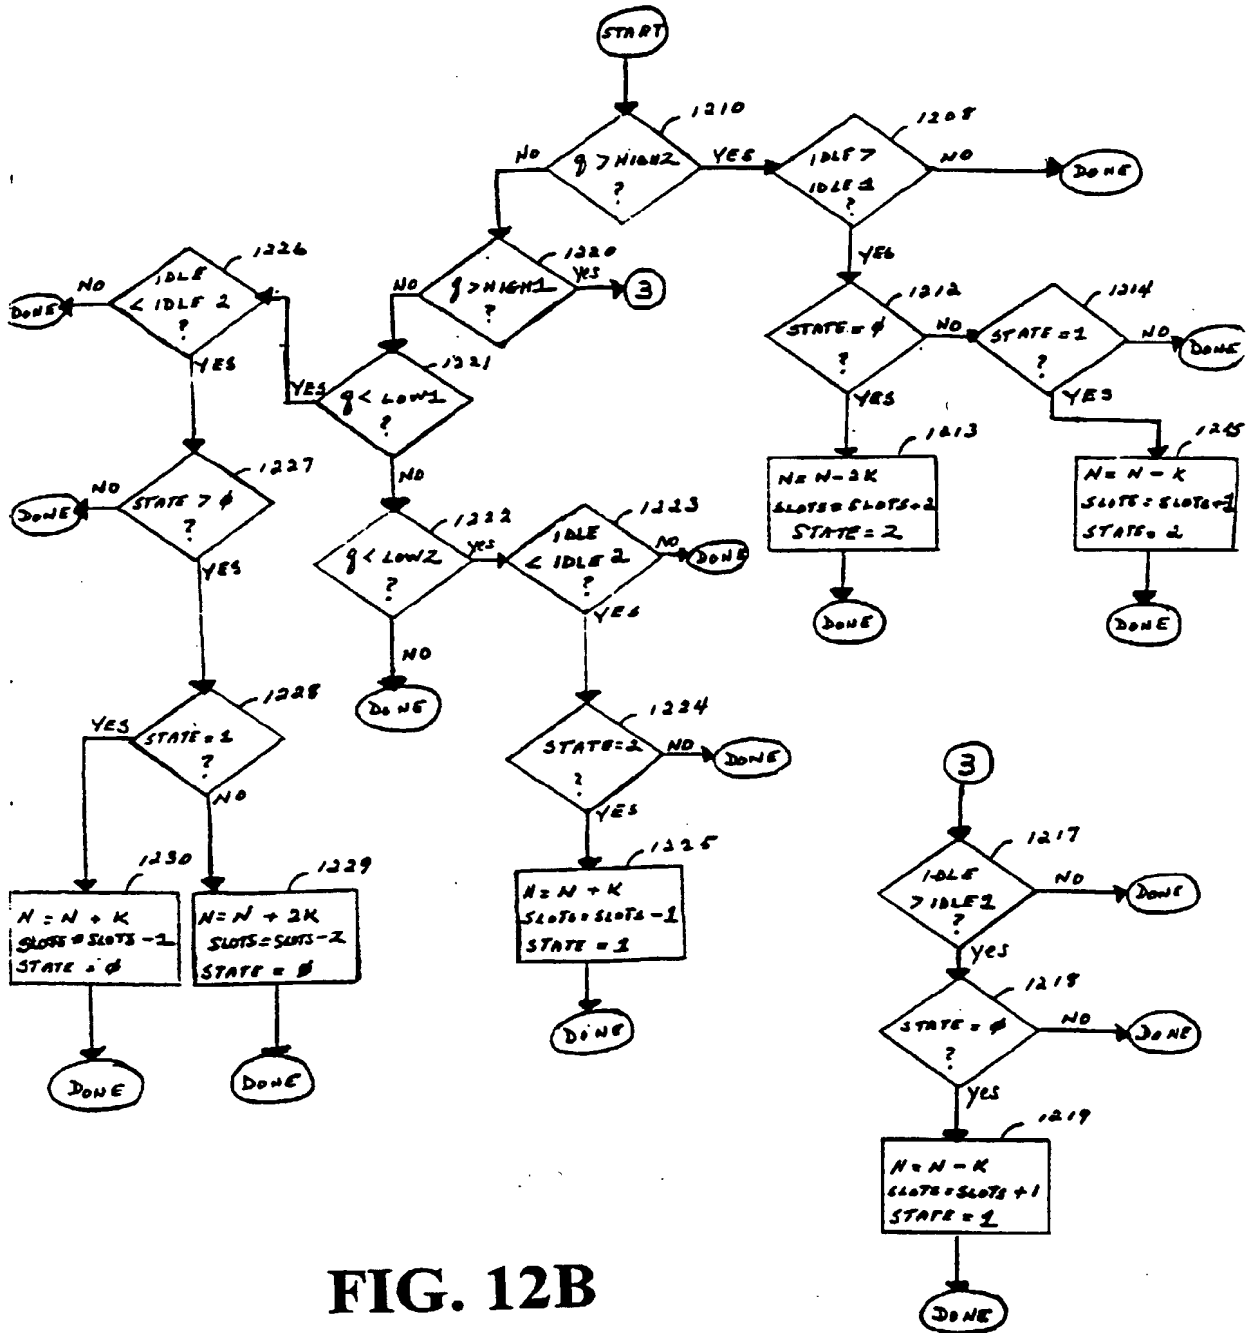 START
1210
q > HIGH2
?
NO
YES
1208
IDLE >
IDLE 1
?
NO
DONE
YES
1220
q > HIGH1
?
yes
3
NO
1226
IDLE
< IDLE 2
?
NO
DONE
YES
1212
STATE = φ
?
NO
YES
1214
STATE = 1
?
NO
DONE
YES
1221
q < LOW1
?
YES
NO
1213
N = N - 2K
SLOTS = SLOTS + 2
STATE = 2
DONE
1215
N = N - K
SLOTS = SLOTS + 1
STATE = 2
DONE
1227
STATE > φ
?
NO
DONE
YES
1222
q < LOW2
?
yes
NO
DONE
1223
IDLE
< IDLE 2
?
NO
DONE
YES
1228
STATE = 1
?
YES
NO
1224
STATE = 2
?
NO
DONE
YES
3
1217
IDLE
> IDLE 1
?
NO
DONE
yes
1230
N = N + K
SLOTS = SLOTS - 1
STATE = φ
DONE
1229
N = N + 2K
SLOTS = SLOTS - 2
STATE = φ
DONE
1225
N = N + K
SLOTS = SLOTS - 1
STATE = 1
DONE
1218
STATE = φ
?
NO
DONE
yes
1219
N = N - K
SLOTS = SLOTS + 1
STATE = 1
DONE
FIG. 12B